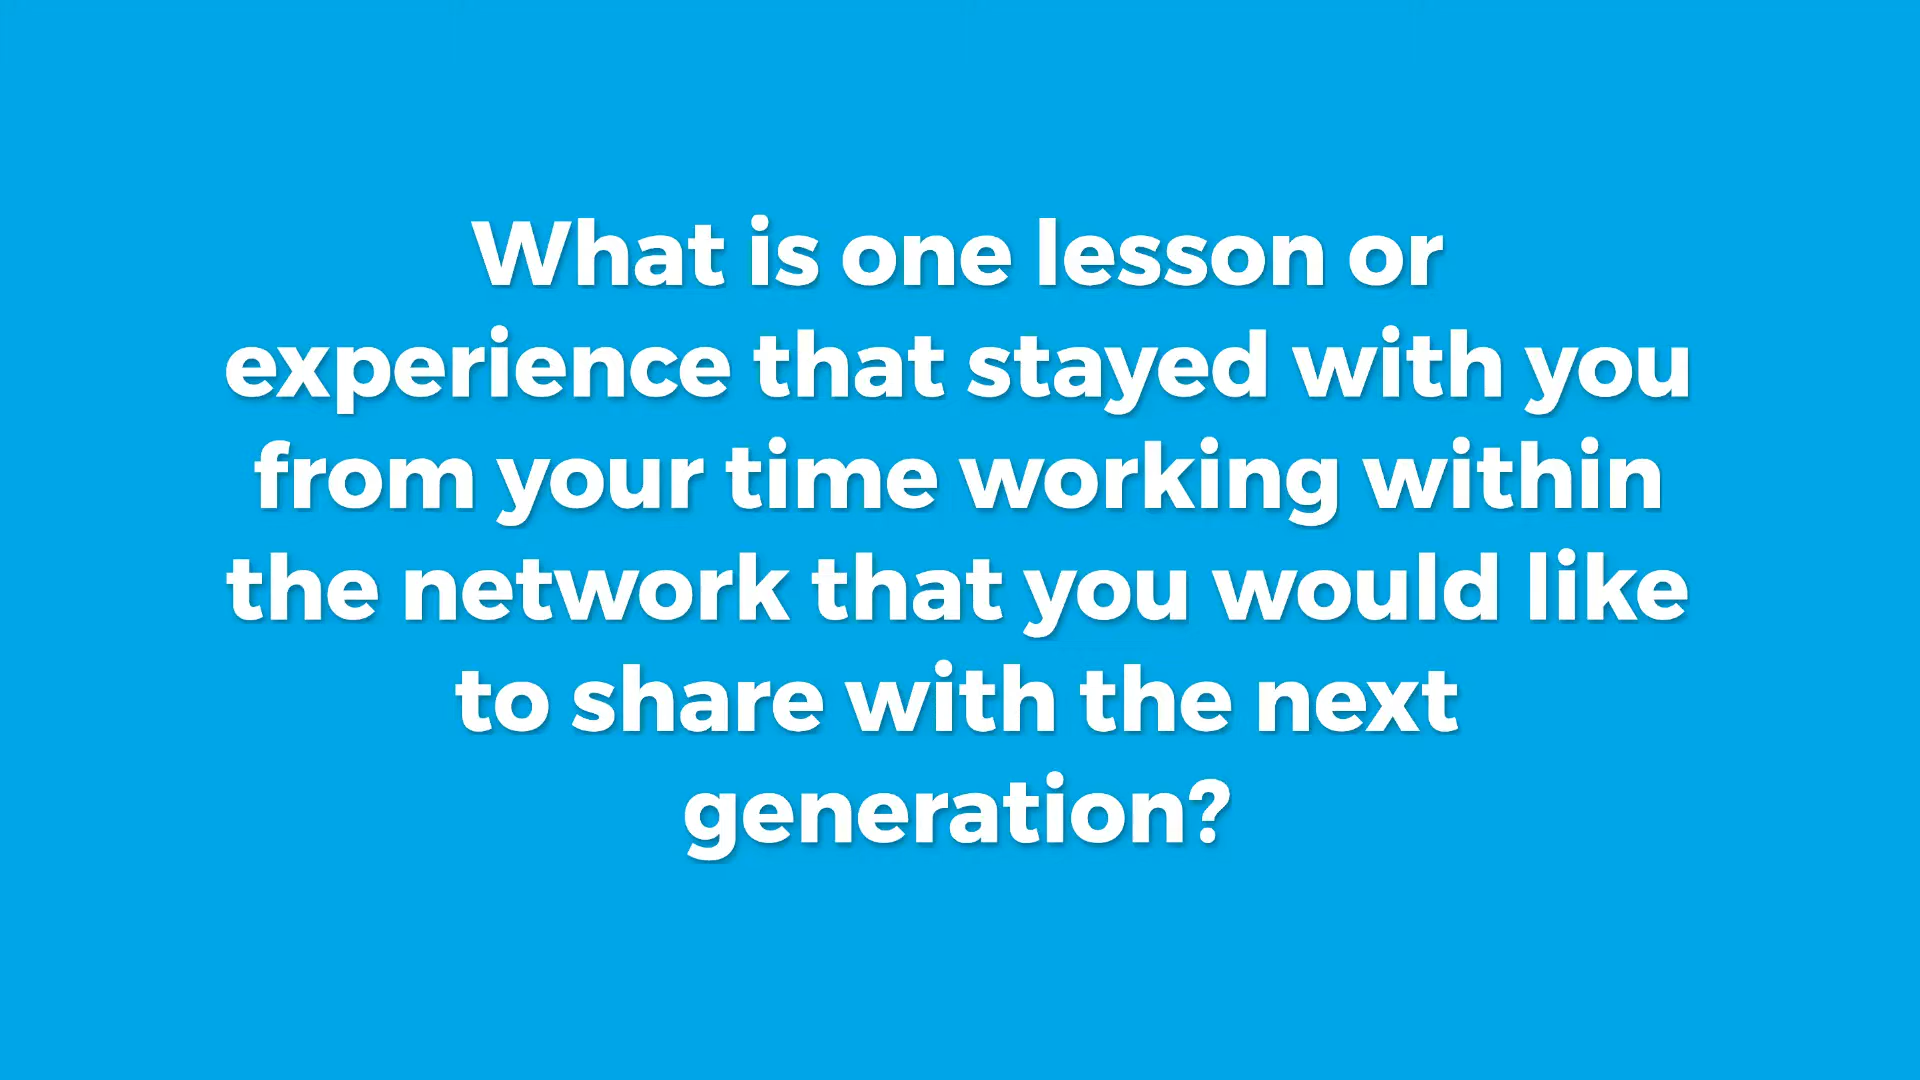 What is one lesson or
experience that stayed with you
from your time working within
the network that you would like
to share with the next
generation?